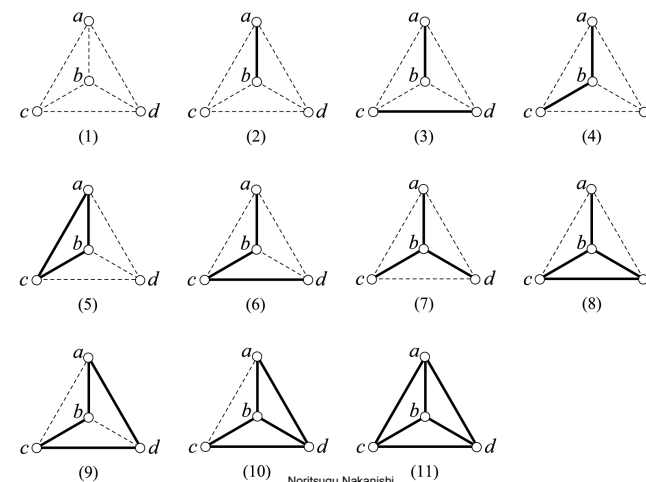 a a a a
b b b b
c d c d c d c
(1) (2) (3) (4)
a a a a
b b b b
c d c d c d c
(5) (6) (7) (8)
a a a
b b b
c d c d c d
(9) (10) (11)
Noritsugu Nakanishi